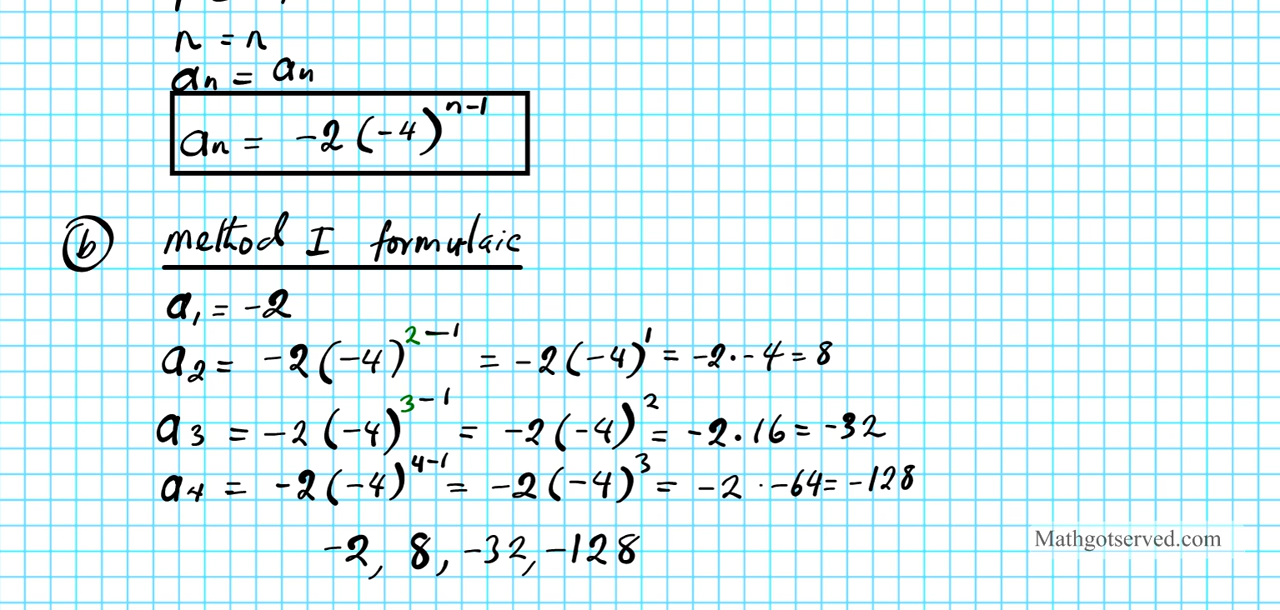 n = n
aₙ = aₙ
aₙ = -2(-4)ⁿ⁻¹
ⓑ method I formulaic
a₁ = -2
a₂ = -2(-4)²⁻¹ = -2(-4)¹ = -2·-4 = 8
a₃ = -2(-4)³⁻¹ = -2(-4)² = -2·16 = -32
a₄ = -2(-4)⁴⁻¹ = -2(-4)³ = -2·-64 = -128
-2, 8, -32, -128
Mathgotserved.com